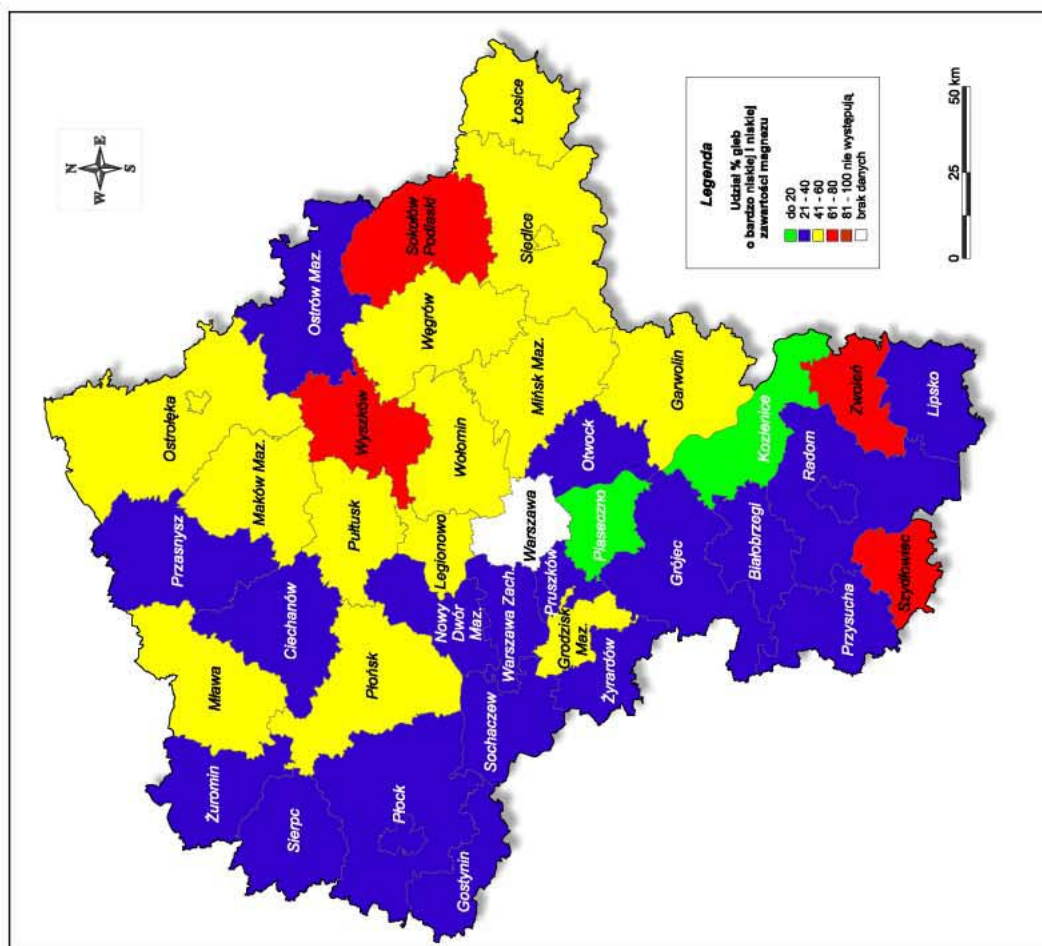 N
W E
S
Ostrołęka
Przasnysz
Mława
Żuromin
Maków Maz.
Ostrów Maz.
Ciechanów
Sierpc
Wyszków
Pułtusk
Płońsk
Sokołów
Podlaski
Węgrów
Łosice
Płock
Legionowo
Nowy
Dwór
Maz.
Wołomin
Siedlce
Gostynin
Sochaczew
Warszawa Zach.
Warszawa
Mińsk Maz.
Pruszków
Grodzisk
Maz.
Otwock
Żyrardów
Piaseczno
Garwolin
Grójec
Kozienice
Białobrzegi
Radom
Zwoleń
Przysucha
Szydłowiec
Lipsko
Legenda
Udział % gleb
o bardzo niskiej i niskiej
zawartości magnezu
do 20
21 - 40
41 - 60
61 - 80
81 - 100 nie występują
brak danych
0 25 50 km